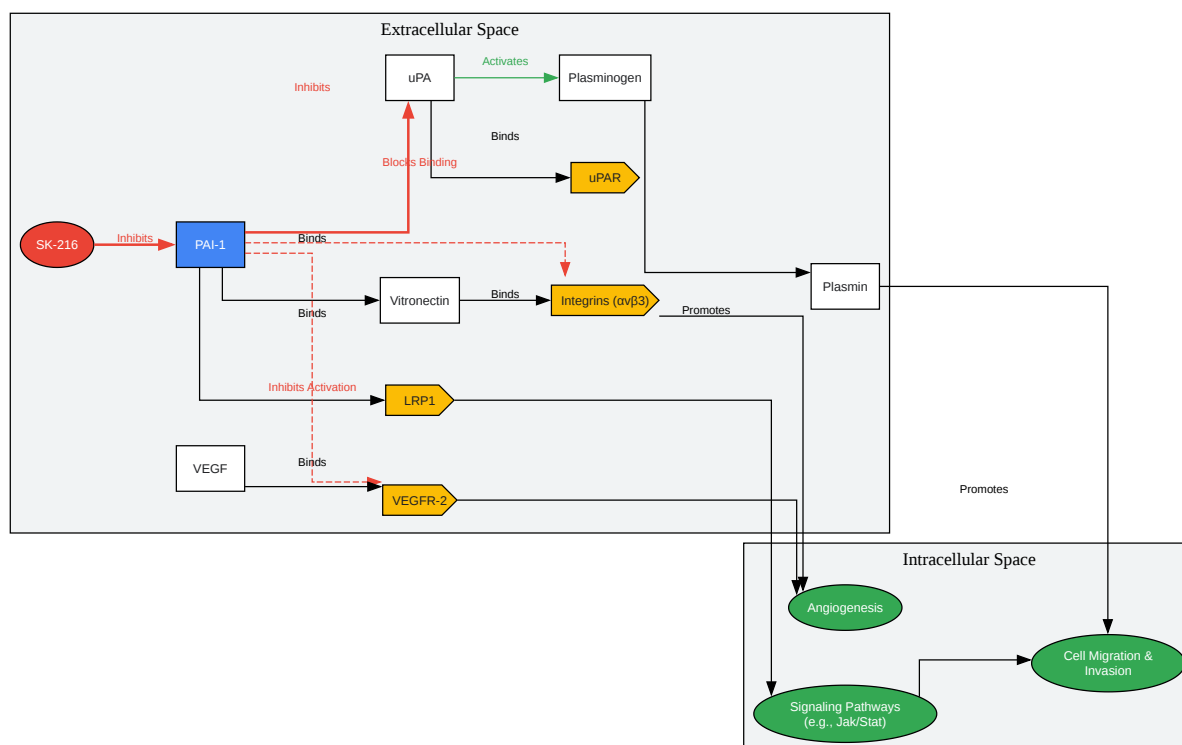 Extracellular Space
uPA
Activates
Plasminogen
Inhibits
Binds
Blocks Binding
uPAR
SK-216
Inhibits
PAI-1
Binds
Vitronectin
Binds
Integrins (αvβ3)
Plasmin
Binds
Promotes
Inhibits Activation
LRP1
VEGF
Binds
VEGFR-2
Promotes
Intracellular Space
Angiogenesis
Cell Migration &
Invasion
Signaling Pathways
(e.g., Jak/Stat)